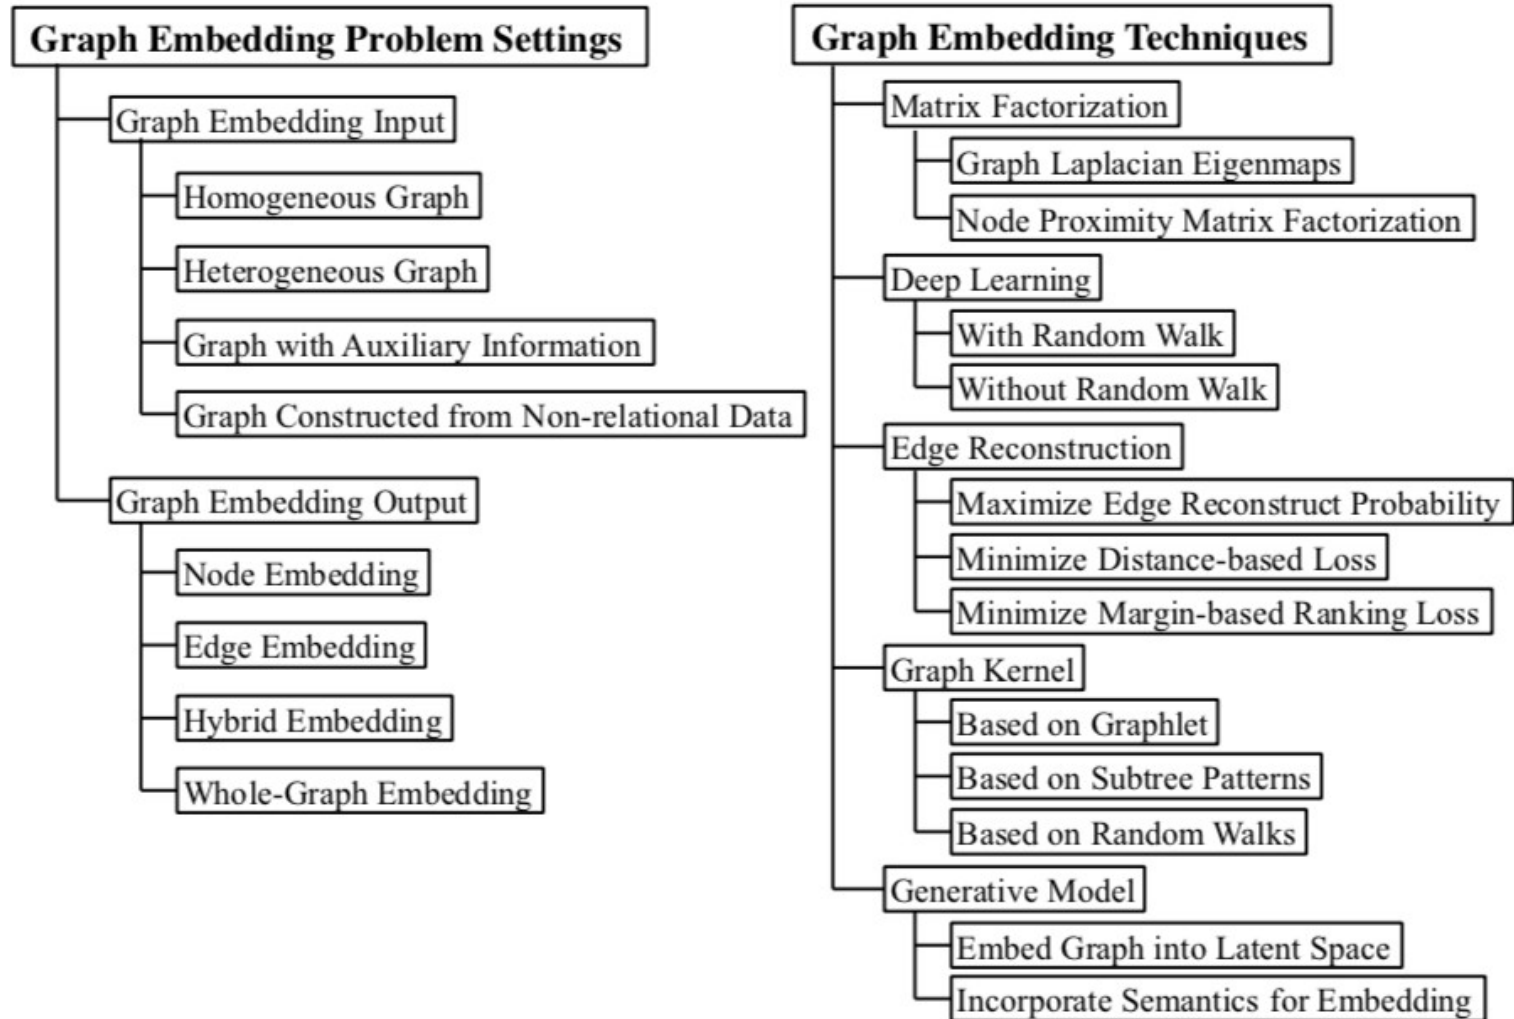 Graph Embedding Problem Settings
Graph Embedding Input
Homogeneous Graph
Heterogeneous Graph
Graph with Auxiliary Information
Graph Constructed from Non-relational Data
Graph Embedding Output
Node Embedding
Edge Embedding
Hybrid Embedding
Whole-Graph Embedding
Graph Embedding Techniques
Matrix Factorization
Graph Laplacian Eigenmaps
Node Proximity Matrix Factorization
Deep Learning
With Random Walk
Without Random Walk
Edge Reconstruction
Maximize Edge Reconstruct Probability
Minimize Distance-based Loss
Minimize Margin-based Ranking Loss
Graph Kernel
Based on Graphlet
Based on Subtree Patterns
Based on Random Walks
Generative Model
Embed Graph into Latent Space
Incorporate Semantics for Embedding